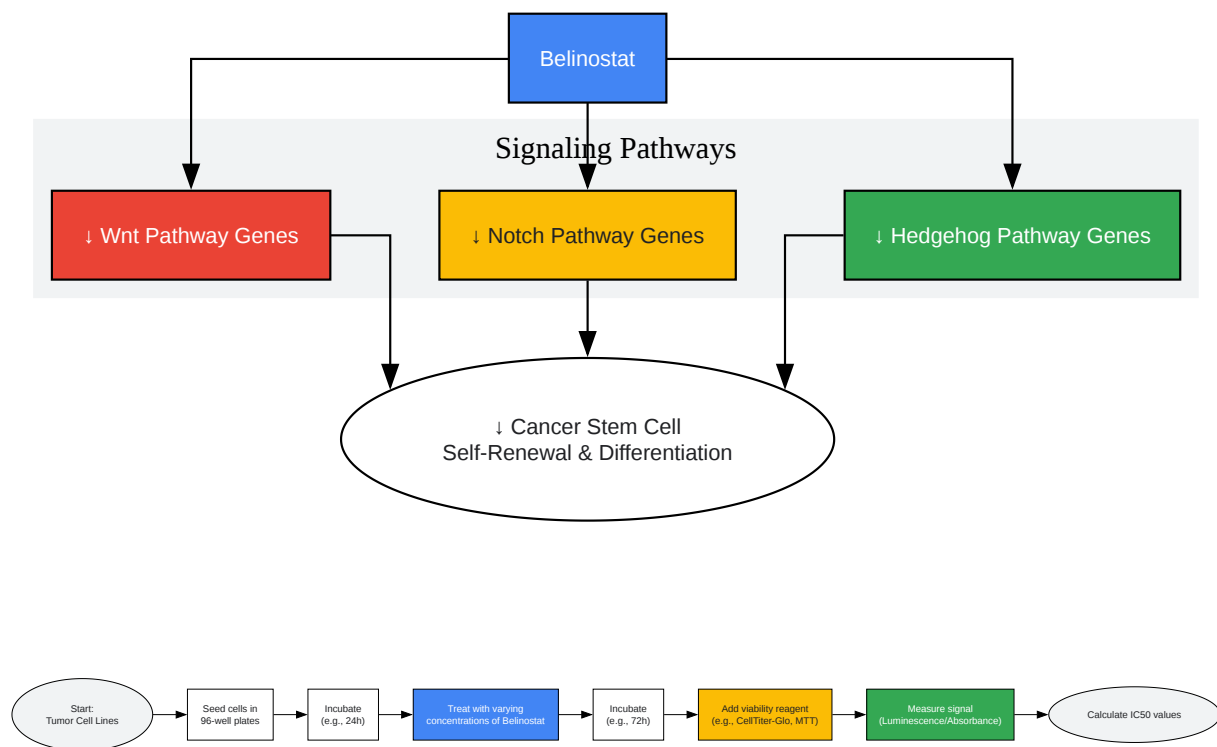 Belinostat
Signaling Pathways
↓ Wnt Pathway Genes
↓ Notch Pathway Genes
↓ Hedgehog Pathway Genes
↓ Cancer Stem Cell
Self-Renewal & Differentiation
Start:
Tumor Cell Lines
Seed cells in
96-well plates
Incubate
(e.g., 24h)
Treat with varying
concentrations of Belinostat
Incubate
(e.g., 72h)
Add viability reagent
(e.g., CellTiter-Glo, MTT)
Measure signal
(Luminescence/Absorbance)
Calculate IC50 values